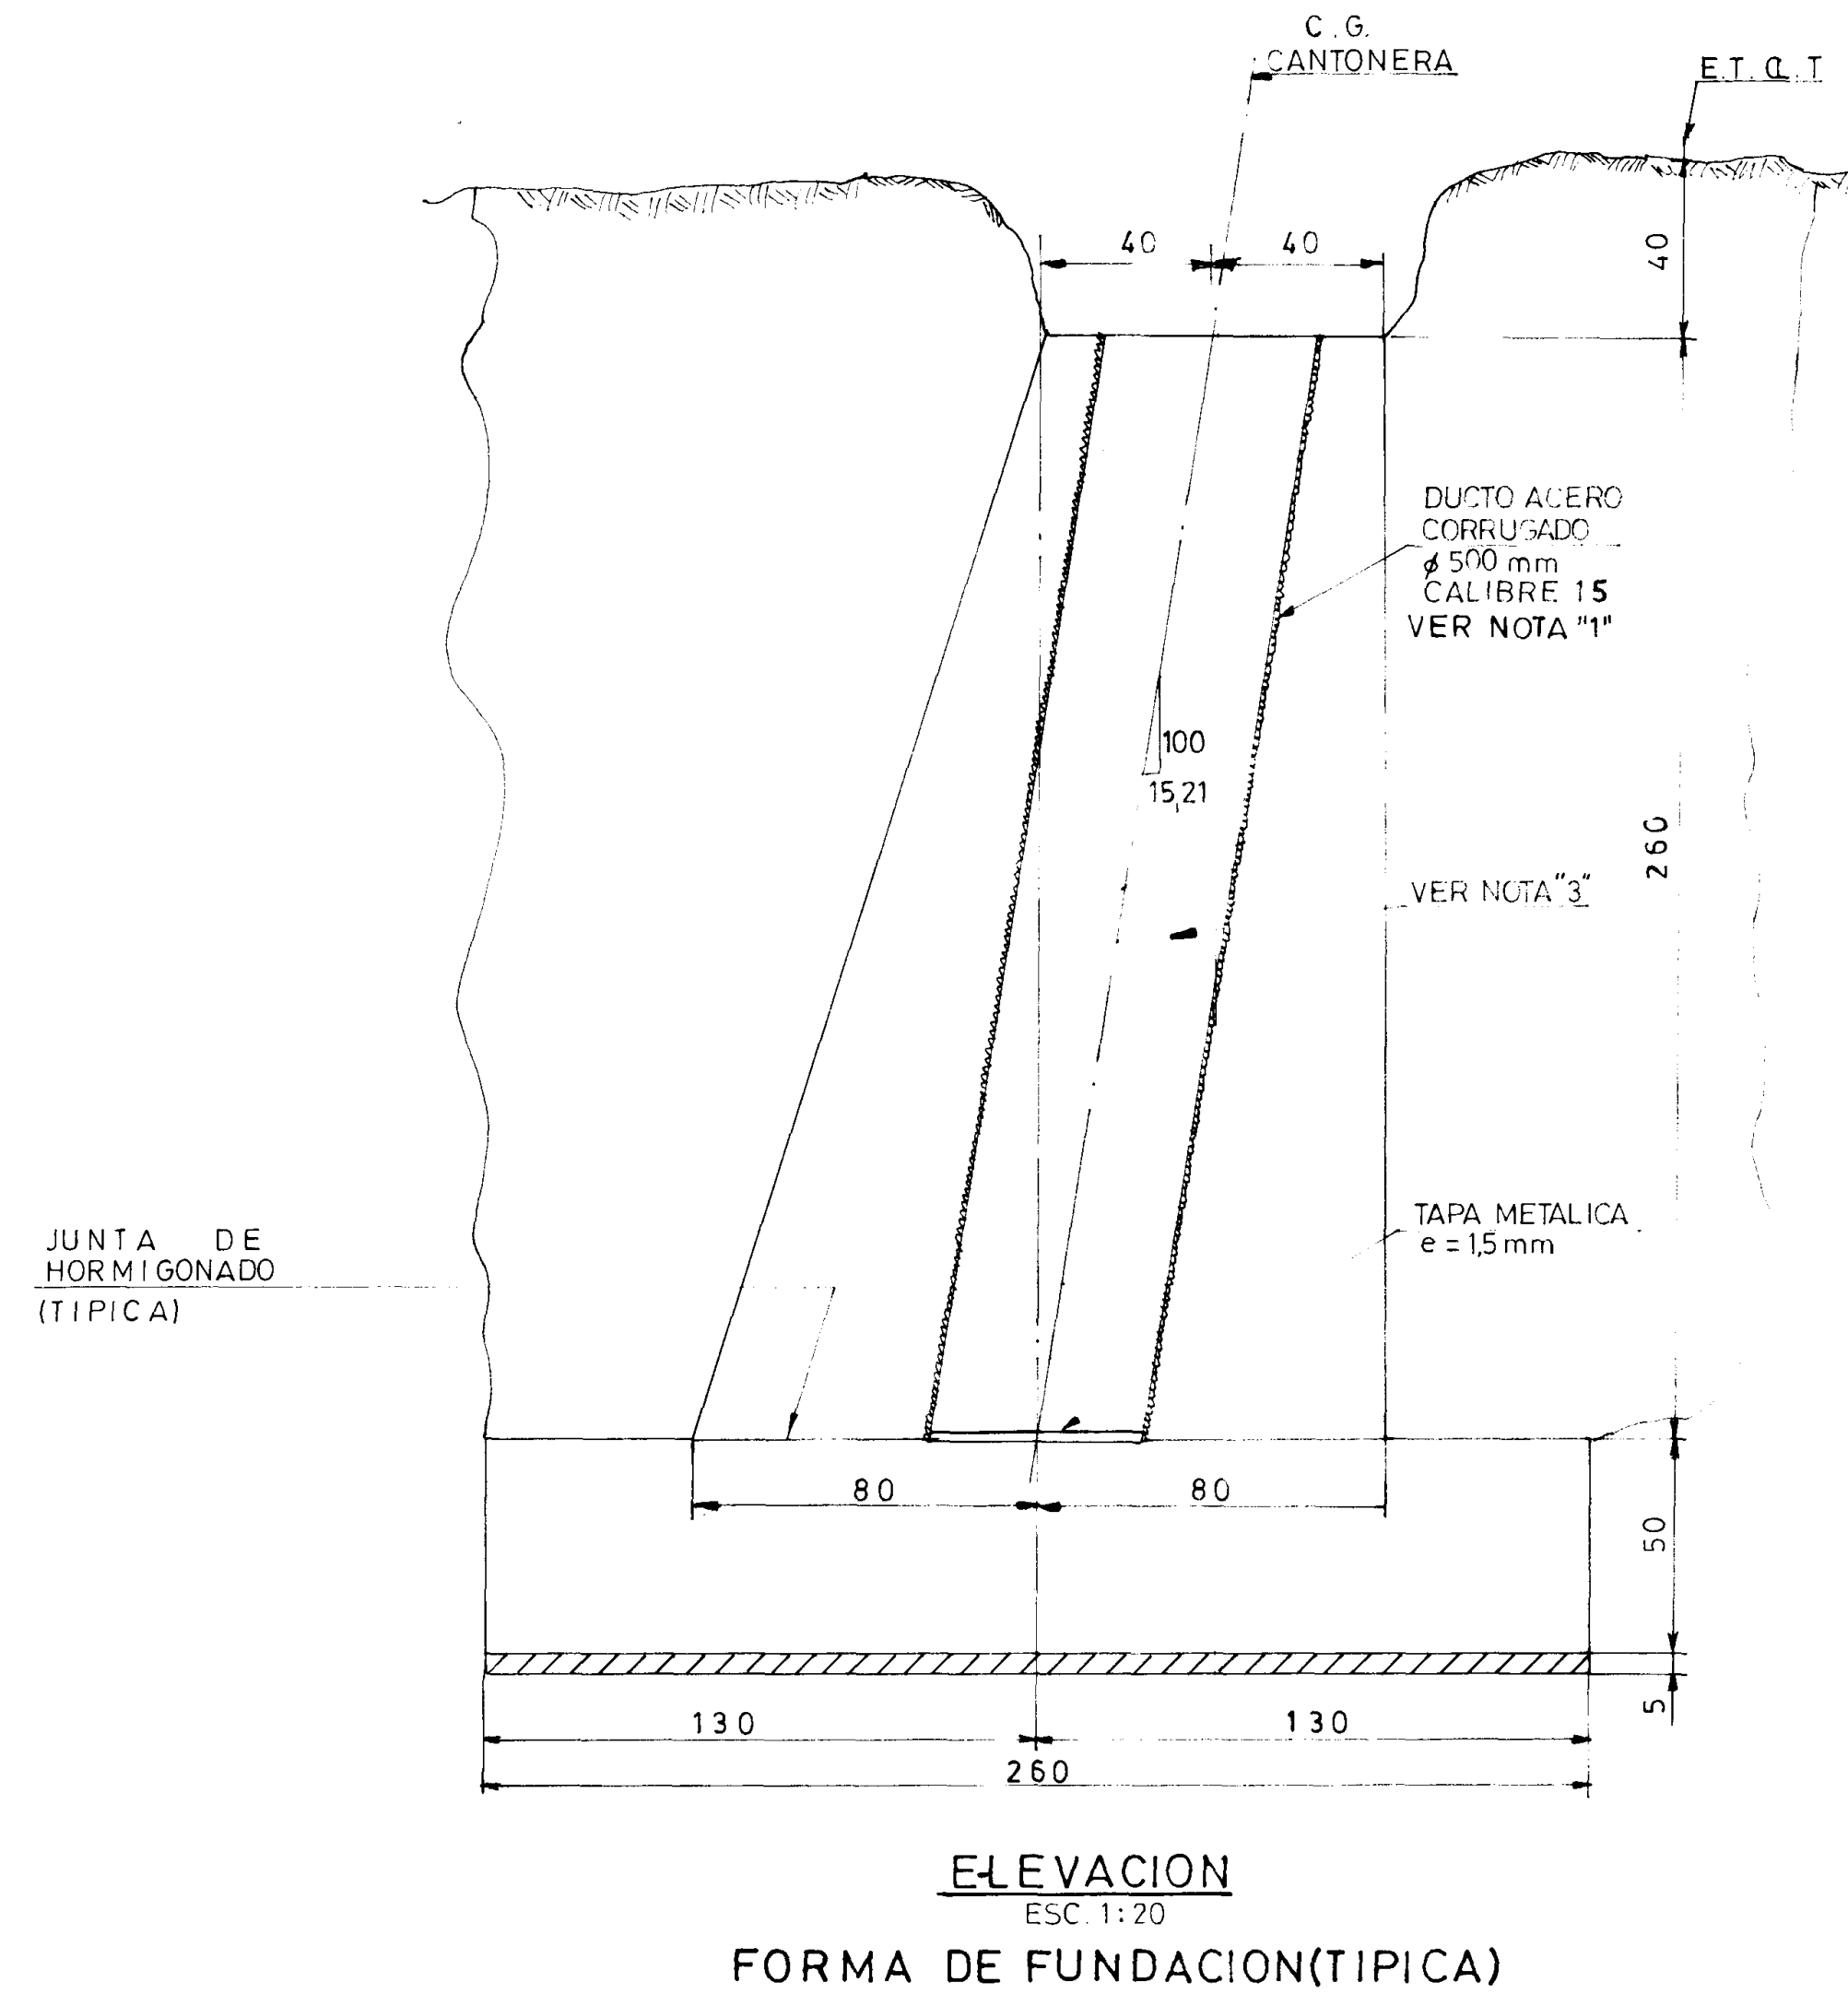 C.G.
CANTONERA
E.T.C.T
40
40
40
DUCTO ACERO
CORRUGADO
ø 500 mm
CALIBRE 15
VER NOTA "1"
100
15,21
260
VER NOTA "3"
TAPA METALICA
e = 1,5 mm
JUNTA DE
HORMIGONADO
(TIPICA)
80
80
50
5
130
130
260
ELEVACION
ESC. 1:20
FORMA DE FUNDACION(TIPICA)